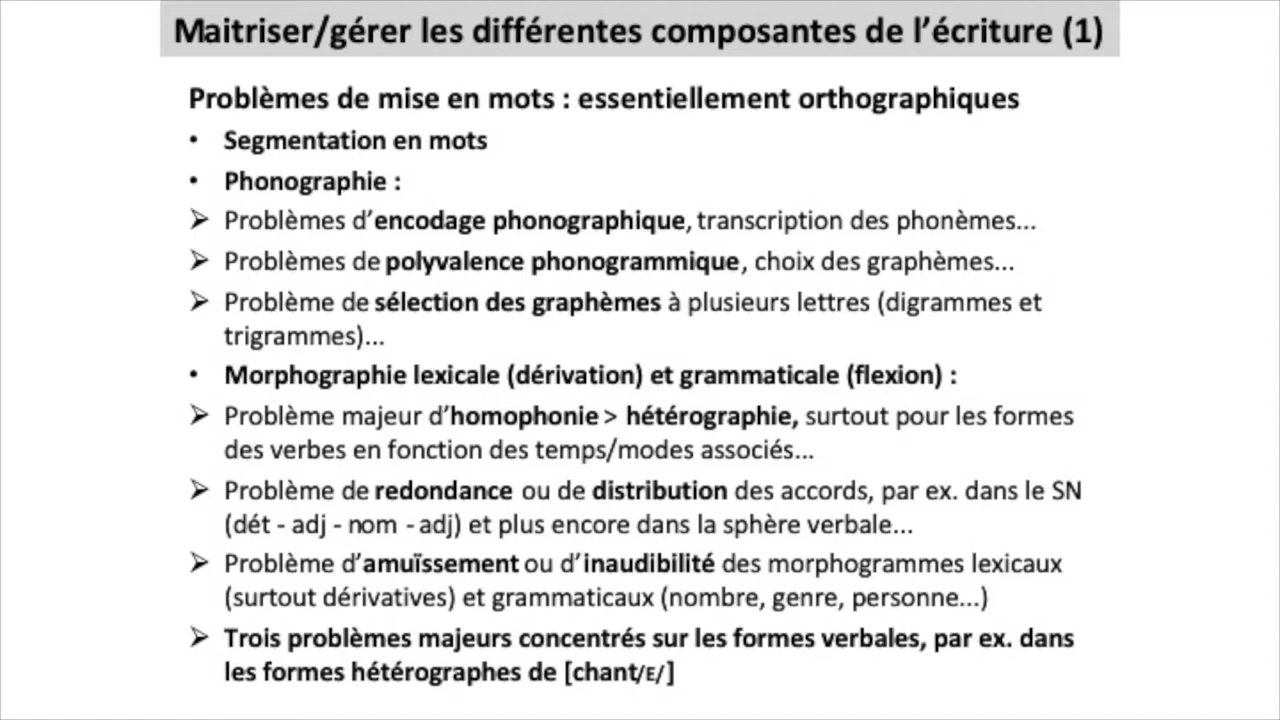 Maitriser/gérer les différentes composantes de l'écriture (1)
Problèmes de mise en mots : essentiellement orthographiques
• Segmentation en mots
• Phonographie :
➢ Problèmes d'encodage phonographique, transcription des phonèmes...
➢ Problèmes de polyvalence phonogrammique, choix des graphèmes...
➢ Problème de sélection des graphèmes à plusieurs lettres (digrammes et
trigrammes)...
• Morphographie lexicale (dérivation) et grammaticale (flexion) :
➢ Problème majeur d'homophonie > hétérographie, surtout pour les formes
des verbes en fonction des temps/modes associés...
➢ Problème de redondance ou de distribution des accords, par ex. dans le SN
(dét - adj - nom - adj) et plus encore dans la sphère verbale...
➢ Problème d'amuïssement ou d'inaudibilité des morphogrammes lexicaux
(surtout dérivatives) et grammaticaux (nombre, genre, personne...)
➢ Trois problèmes majeurs concentrés sur les formes verbales, par ex. dans
les formes hétérographes de [chant/E/]